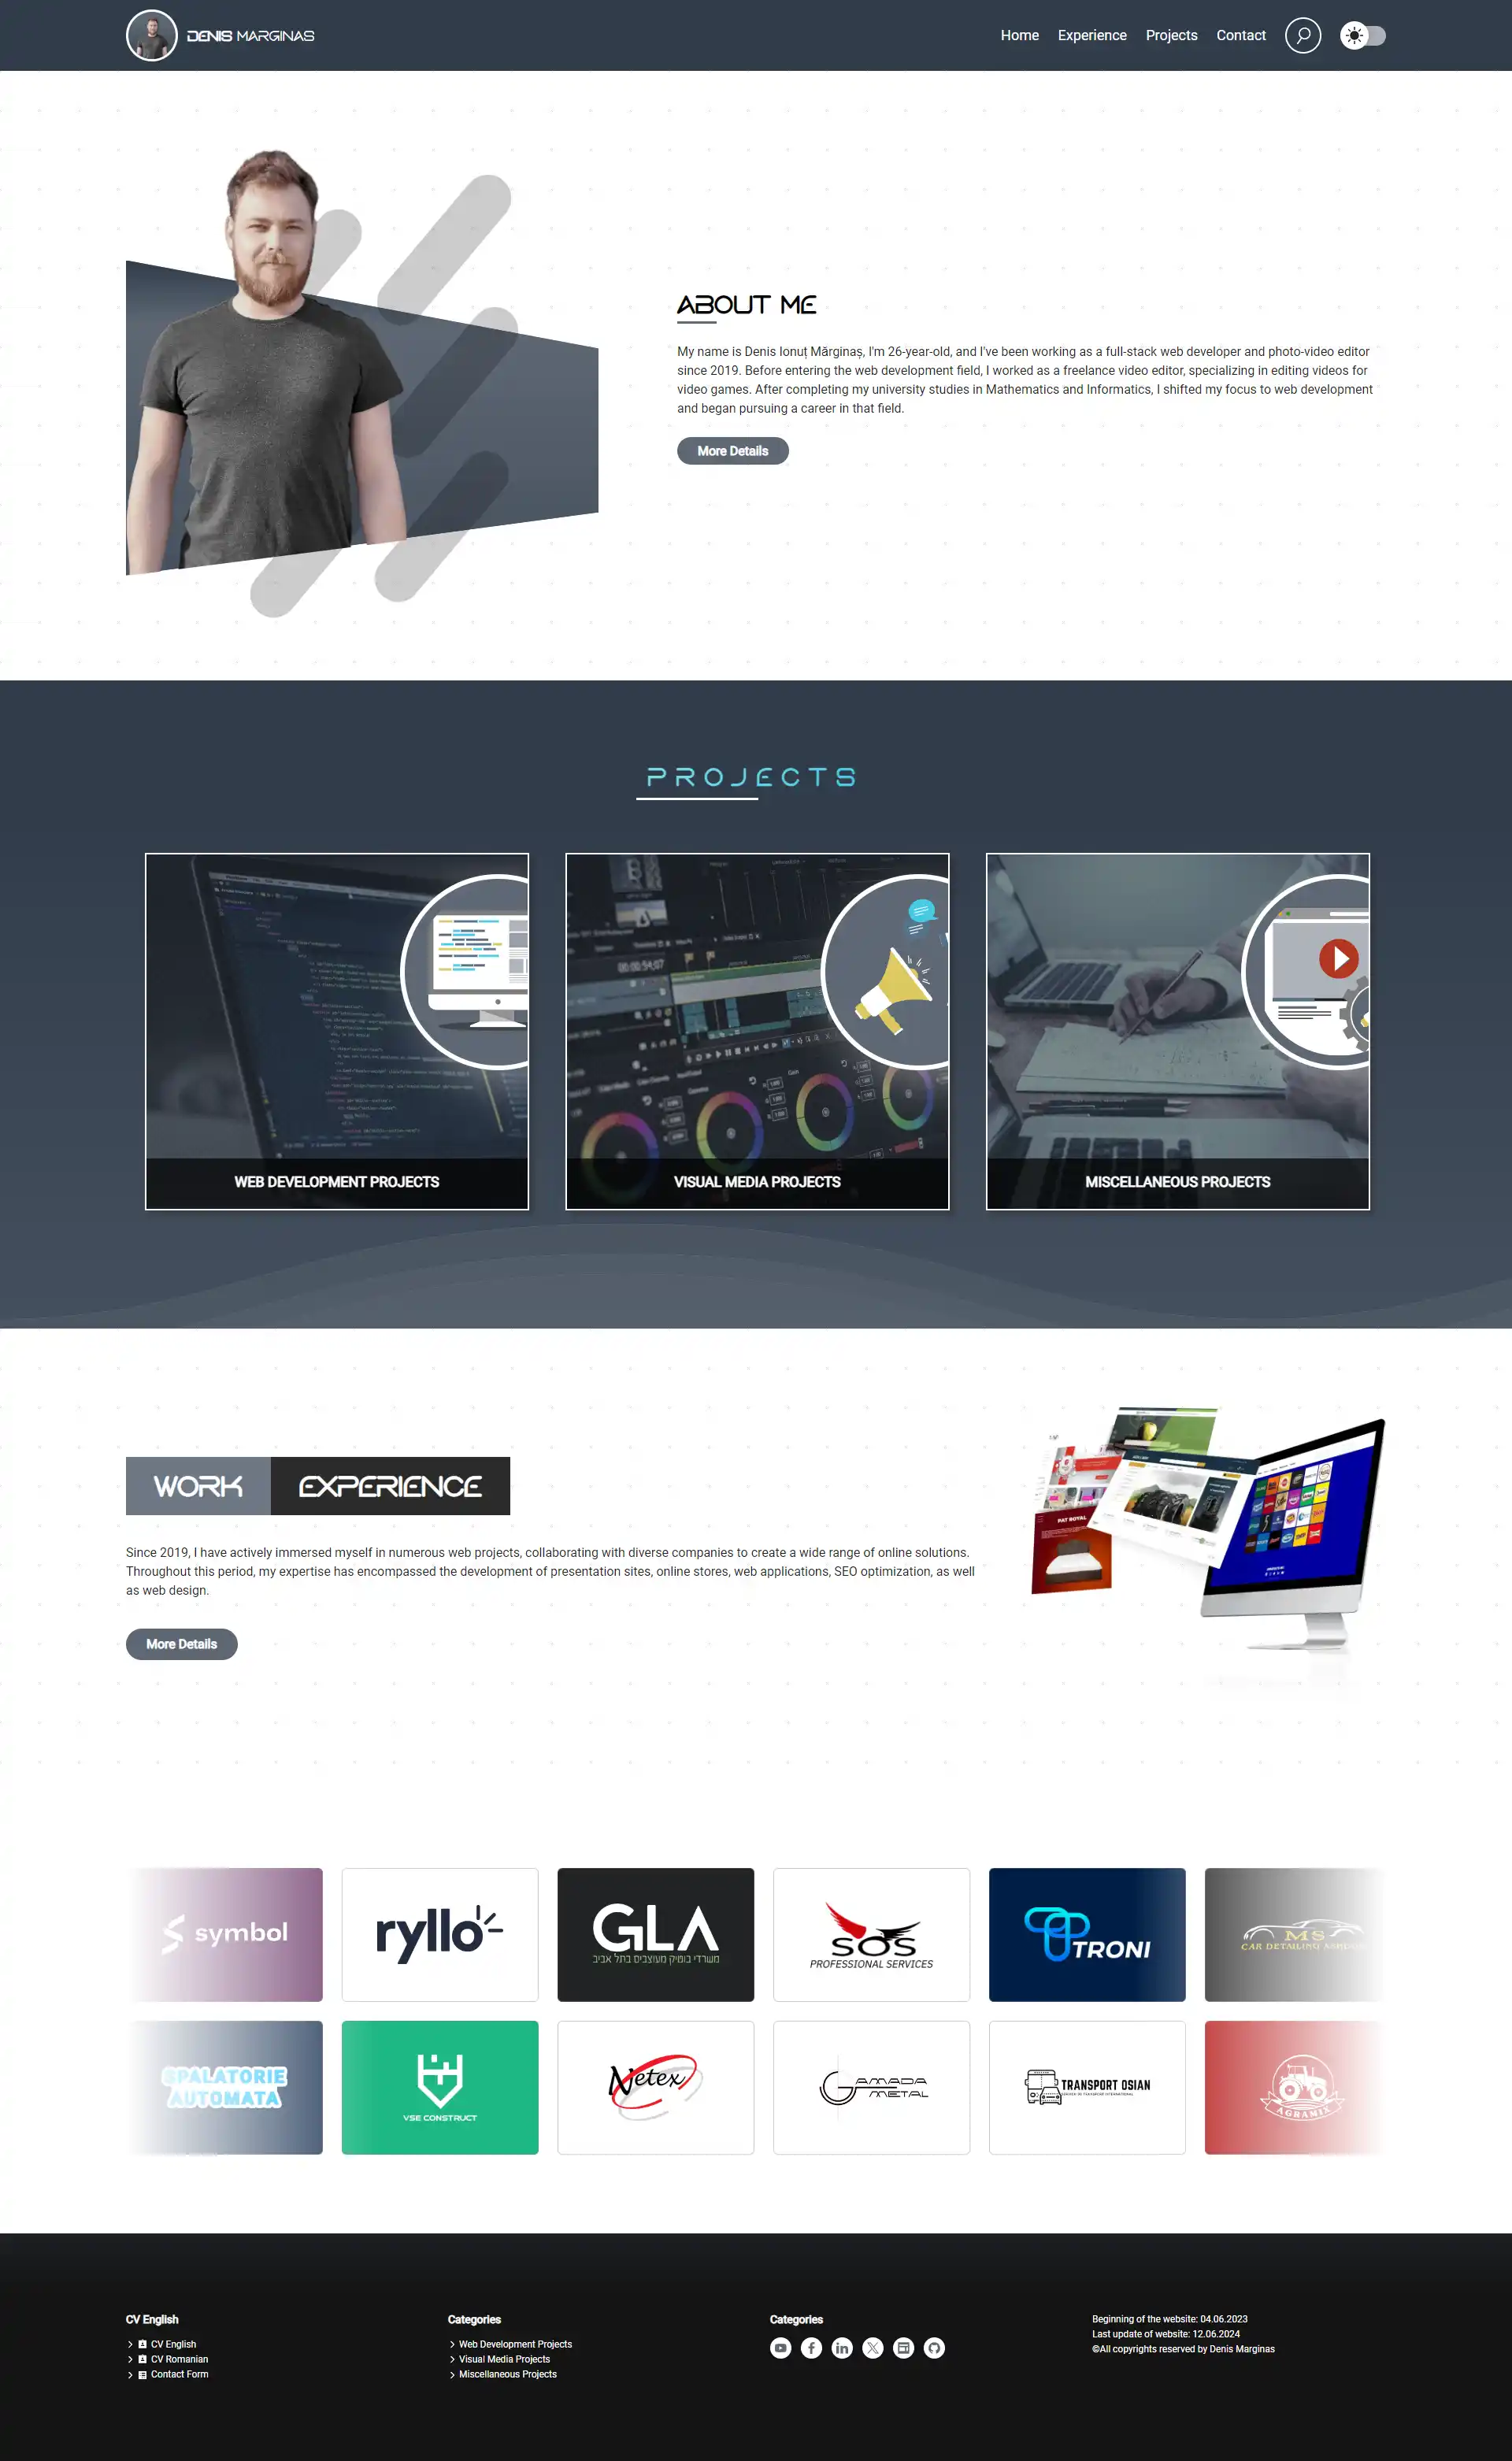 DENIS MARGINAS
Home Experience Projects Contact
ABOUT ME
My name is Denis Ionuț Mărginaș, I'm 26-year-old, and I've been working as a full-stack web developer and photo-video editor
since 2019. Before entering the web development field, I worked as a freelance video editor, specializing in editing videos for
video games. After completing my university studies in Mathematics and Informatics, I shifted my focus to web development
and began pursuing a career in that field.
More Details
PROJECTS
WEB DEVELOPMENT PROJECTS
VISUAL MEDIA PROJECTS
MISCELLANEOUS PROJECTS
WORK EXPERIENCE
PAT ROYAL
Since 2019, I have actively immersed myself in numerous web projects, collaborating with diverse companies to create a wide range of online solutions.
Throughout this period, my expertise has encompassed the development of presentation sites, online stores, web applications, SEO optimization, as well
as web design.
More Details
symbol
ryllo
GLA
משרדי בוטיק מעוצבים בתל אביב
SOS
PROFESSIONAL SERVICES
TRONI
MS
CAR DETAILING
SPALATORIE
AUTOMATA
VSE CONSTRUCT
Netex
GAMADA
METAL
TRANSPORT OSIAN
AGRAMIX
CV English
CV English
CV Romanian
Contact Form
Categories
Web Development Projects
Visual Media Projects
Miscellaneous Projects
Categories
Beginning of the website: 04.06.2023
Last update of website: 12.06.2024
©All copyrights reserved by Denis Marginas